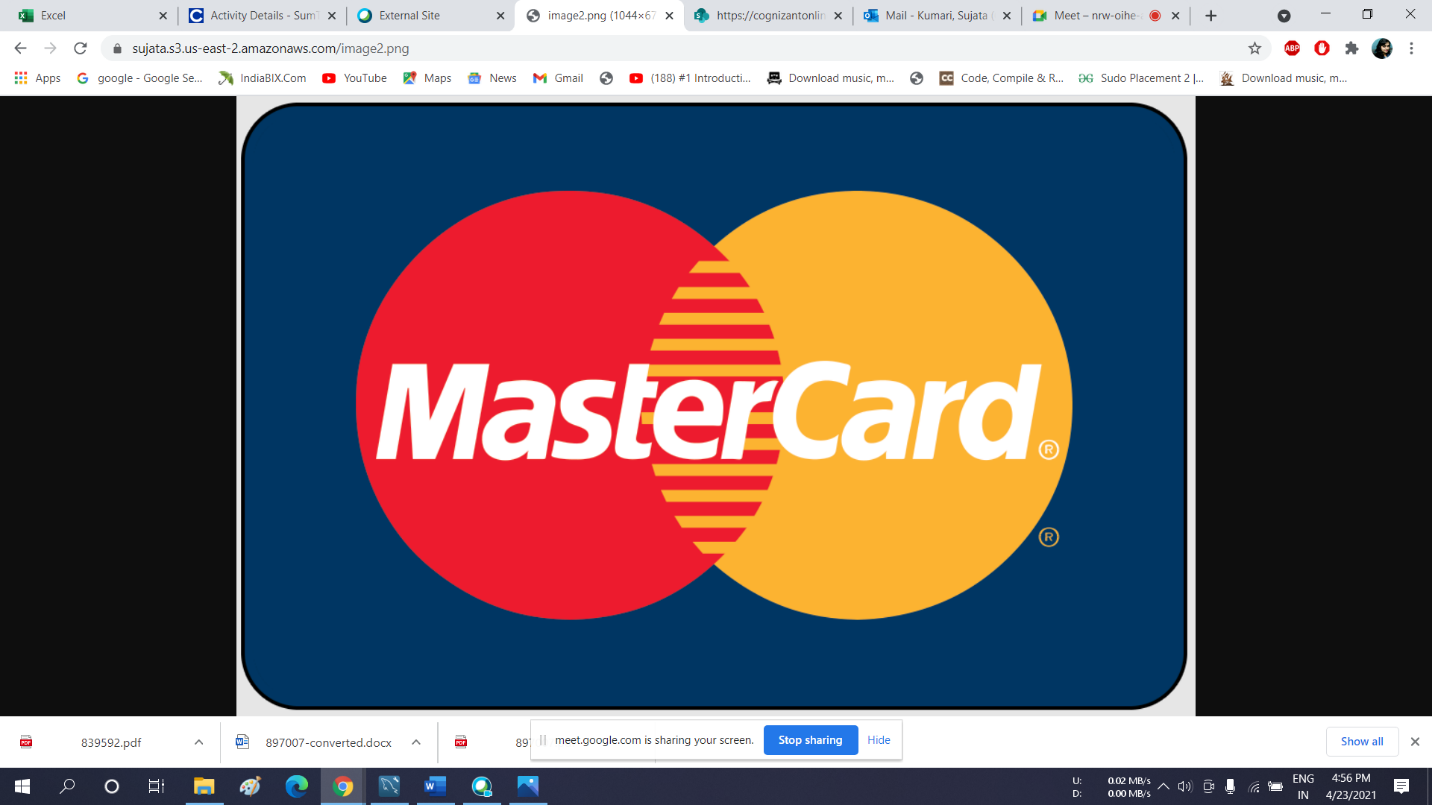 Excel
Activity Details - SumT
External Site
image2.png (1044×67
https://cognizantonlin
Mail - Kumari, Sujata (
Meet – nrw-oihe-
sujata.s3.us-east-2.amazonaws.com/image2.png
ABP
Apps
google - Google Se...
IndiaBIX.Com
YouTube
Maps
News
Gmail
(188) #1 Introducti...
Download music, m...
CC
Code, Compile & R...
Sudo Placement 2 |...
Download music, m...
MasterCard®
®
839592.pdf
897007-converted.docx
897
meet.google.com is sharing your screen.
Stop sharing
Hide
Show all
U: 0.02 MB/s
D: 0.00 MB/s
ENG
IN
4:56 PM
4/23/2021